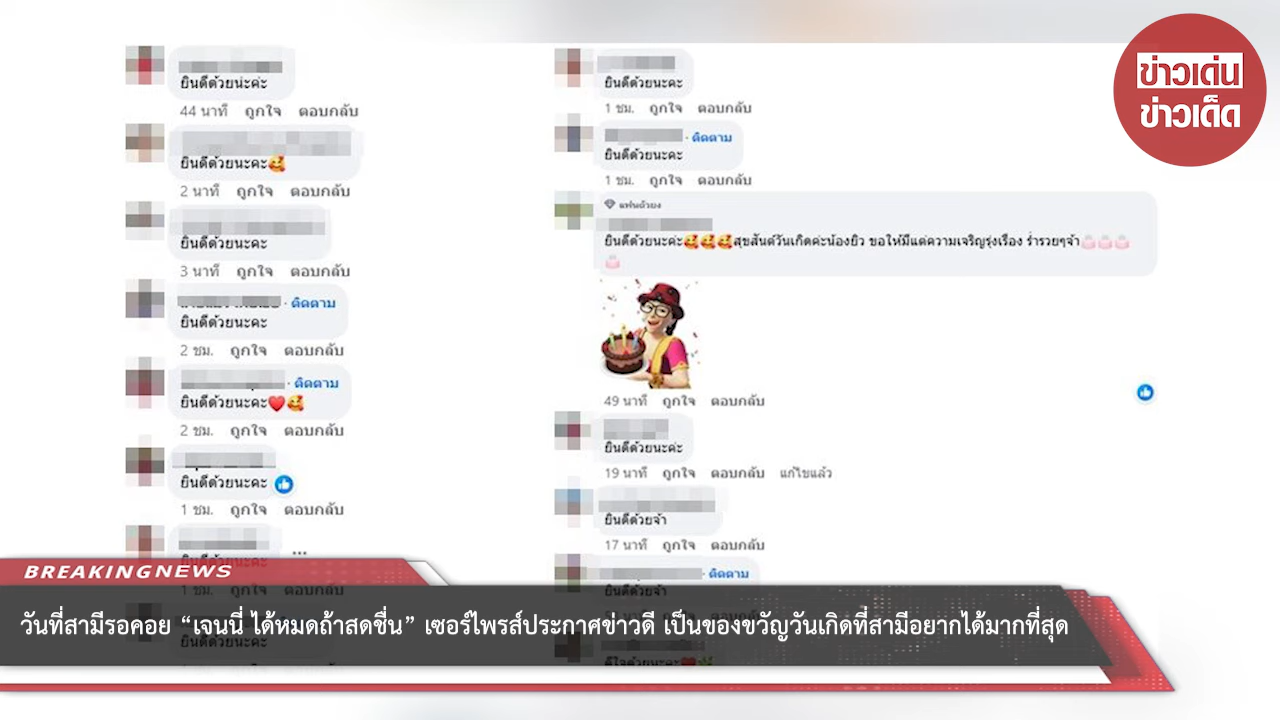 ข่าวเด่น
ข่าวเด็ด
ยินดีด้วยน่ะค่ะ
44 นาที ถูกใจ ตอบกลับ
ยินดีด้วยนะคะ🥰
2 นาที ถูกใจ ตอบกลับ
ยินดีด้วยนะคะ
3 นาที ถูกใจ ตอบกลับ
· ติดตาม
ยินดีด้วยนะคะ
2 ชม. ถูกใจ ตอบกลับ
· ติดตาม
ยินดีด้วยนะคะ❤️🥰
2 ชม. ถูกใจ ตอบกลับ
ยินดีด้วยนะคะ
1 ชม. ถูกใจ ตอบกลับ
ยินดีด้วยนะคะ
1 ชม. ถูกใจ ตอบกลับ
ยินดีด้วยนะคะ
1 ชม. ถูกใจ ตอบกลับ
· ติดตาม
ยินดีด้วยนะคะ
1 ชม. ถูกใจ ตอบกลับ
แฟนตัวยง
ยินดีด้วยนะค่ะ🥰🥰🥰สุขสันต์วันเกิดค่ะน้องยิว ขอให้มีแต่ความเจริญรุ่งเรือง ร่ำรวยๆจ้า🎂🎂🎂
🎂
49 นาที ถูกใจ ตอบกลับ
ยินดีด้วยนะค่ะ
19 นาที ถูกใจ ตอบกลับ แก้ไขแล้ว
ยินดีด้วยจ้า
17 นาที ถูกใจ ตอบกลับ
· ติดตาม
ยินดีด้วยจ้า
ดีใจด้วยนะคะ❤️🌿
BREAKING NEWS
วันที่สามีรอคอย “เจนนี่ ได้หมดถ้าสดชื่น” เซอร์ไพรส์ประกาศข่าวดี เป็นของขวัญวันเกิดที่สามีอยากได้มากที่สุด